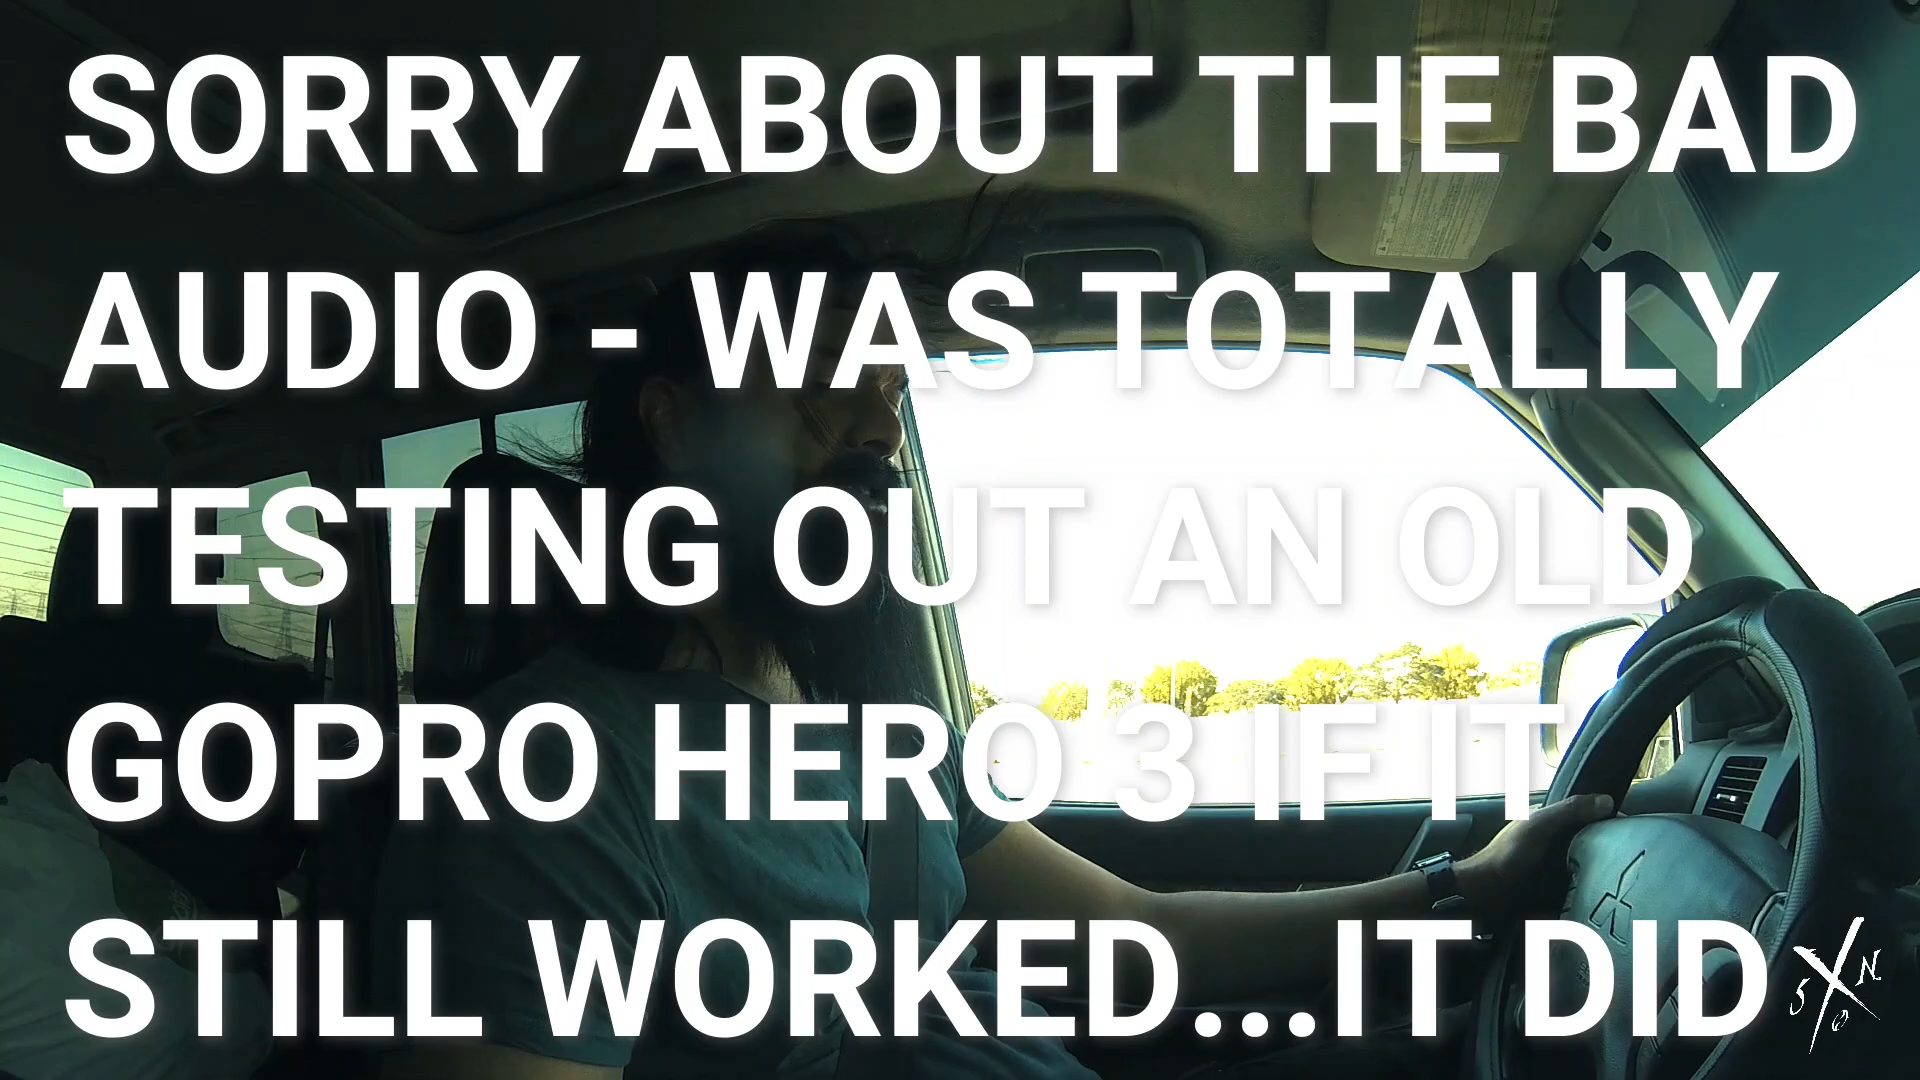 SORRY ABOUT THE BAD
AUDIO - WAS TOTALLY
TESTING OUT AN OLD
GOPRO HERO 3 IF IT
STILL WORKED...IT DID